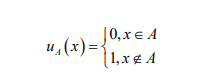 u_A(x) = { 0, x ∈ A
1, x ∉ A